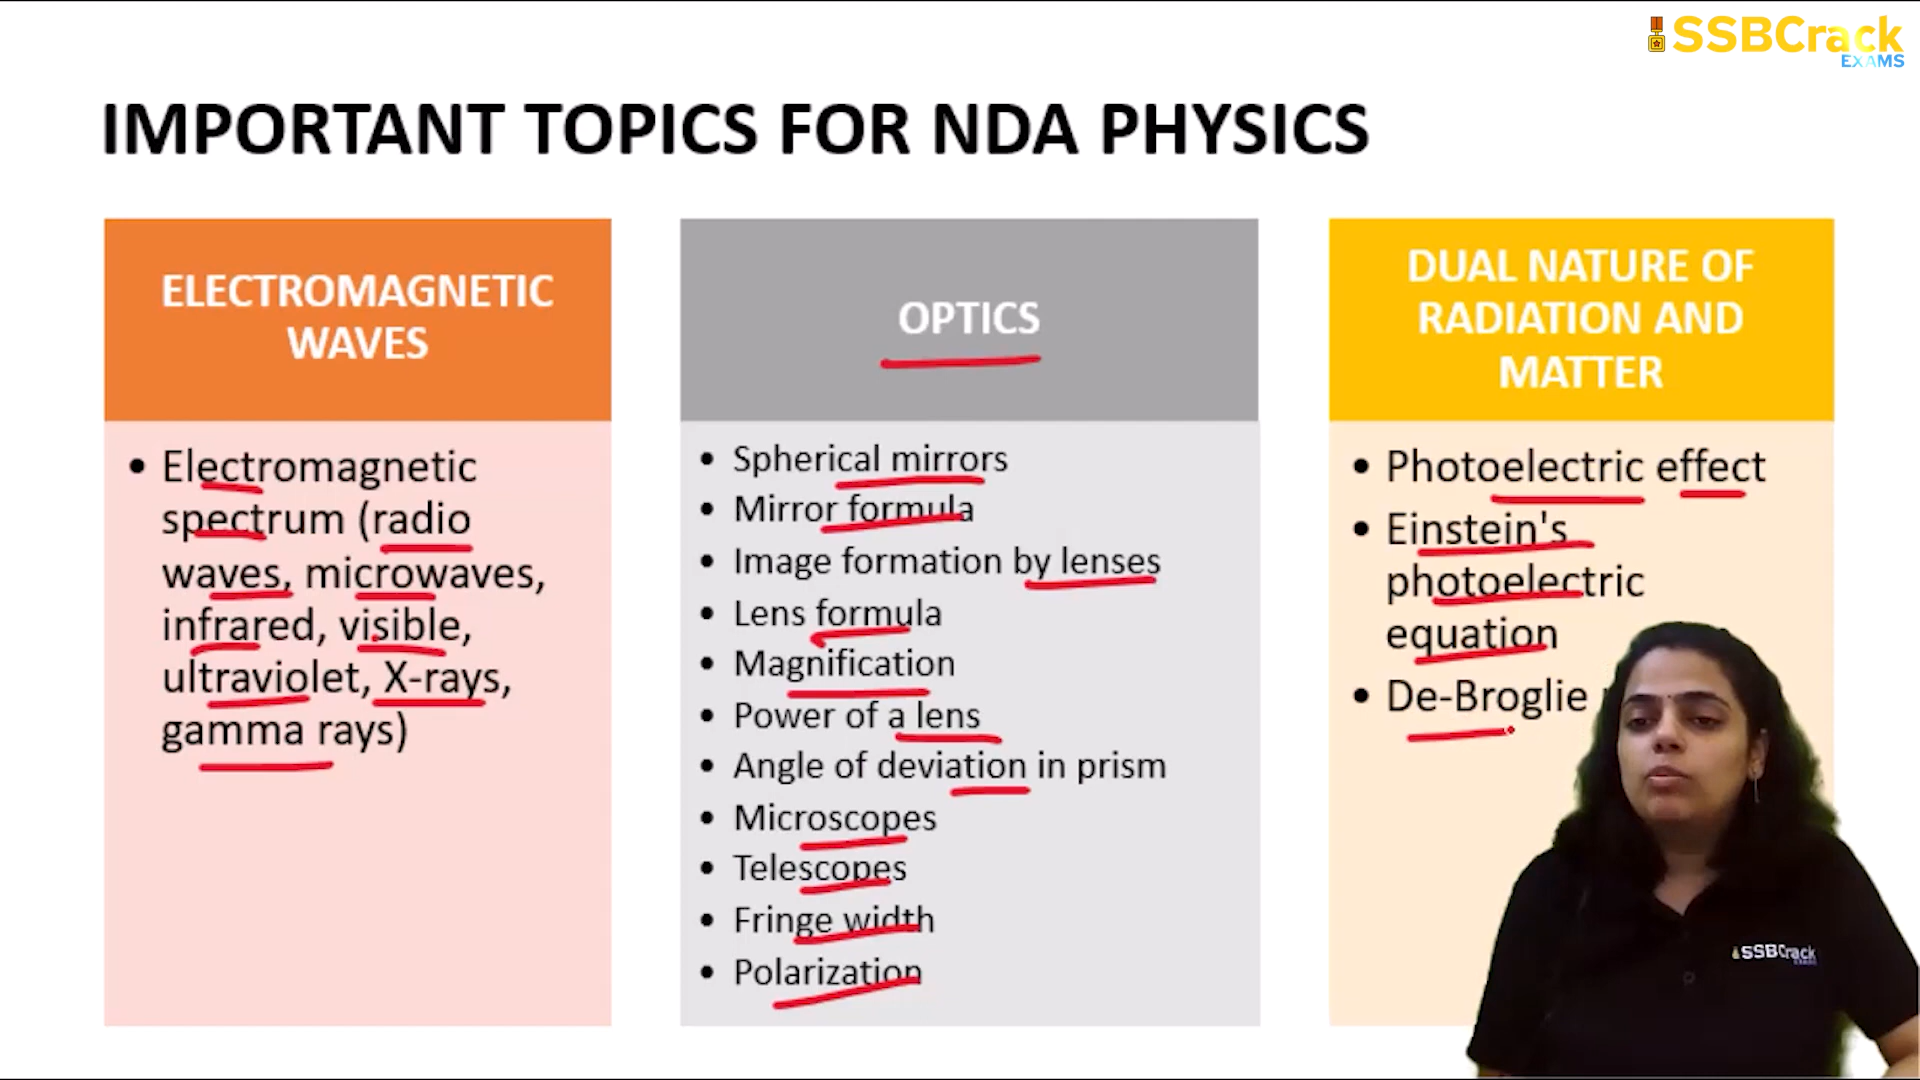 SSBCrack
EXAMS
IMPORTANT TOPICS FOR NDA PHYSICS
ELECTROMAGNETIC
WAVES
• Electromagnetic
spectrum (radio
waves, microwaves,
infrared, visible,
ultraviolet, X-rays,
gamma rays)
OPTICS
• Spherical mirrors
• Mirror formula
• Image formation by lenses
• Lens formula
• Magnification
• Power of a lens
• Angle of deviation in prism
• Microscopes
• Telescopes
• Fringe width
• Polarization
DUAL NATURE OF
RADIATION AND
MATTER
• Photoelectric effect
• Einstein's
photoelectric
equation
• De-Broglie
SSBCrack
EXAMS